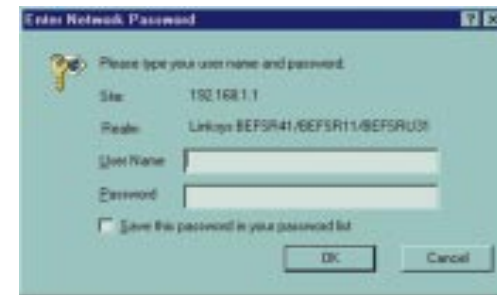 Enter Network Password
Please type your user name and password.
Site: 192.168.1.1
Realm Linksys BEFSR41/BEFSR11/BEFSRU31
User Name
Password
Save this password in your password list
OK Cancel